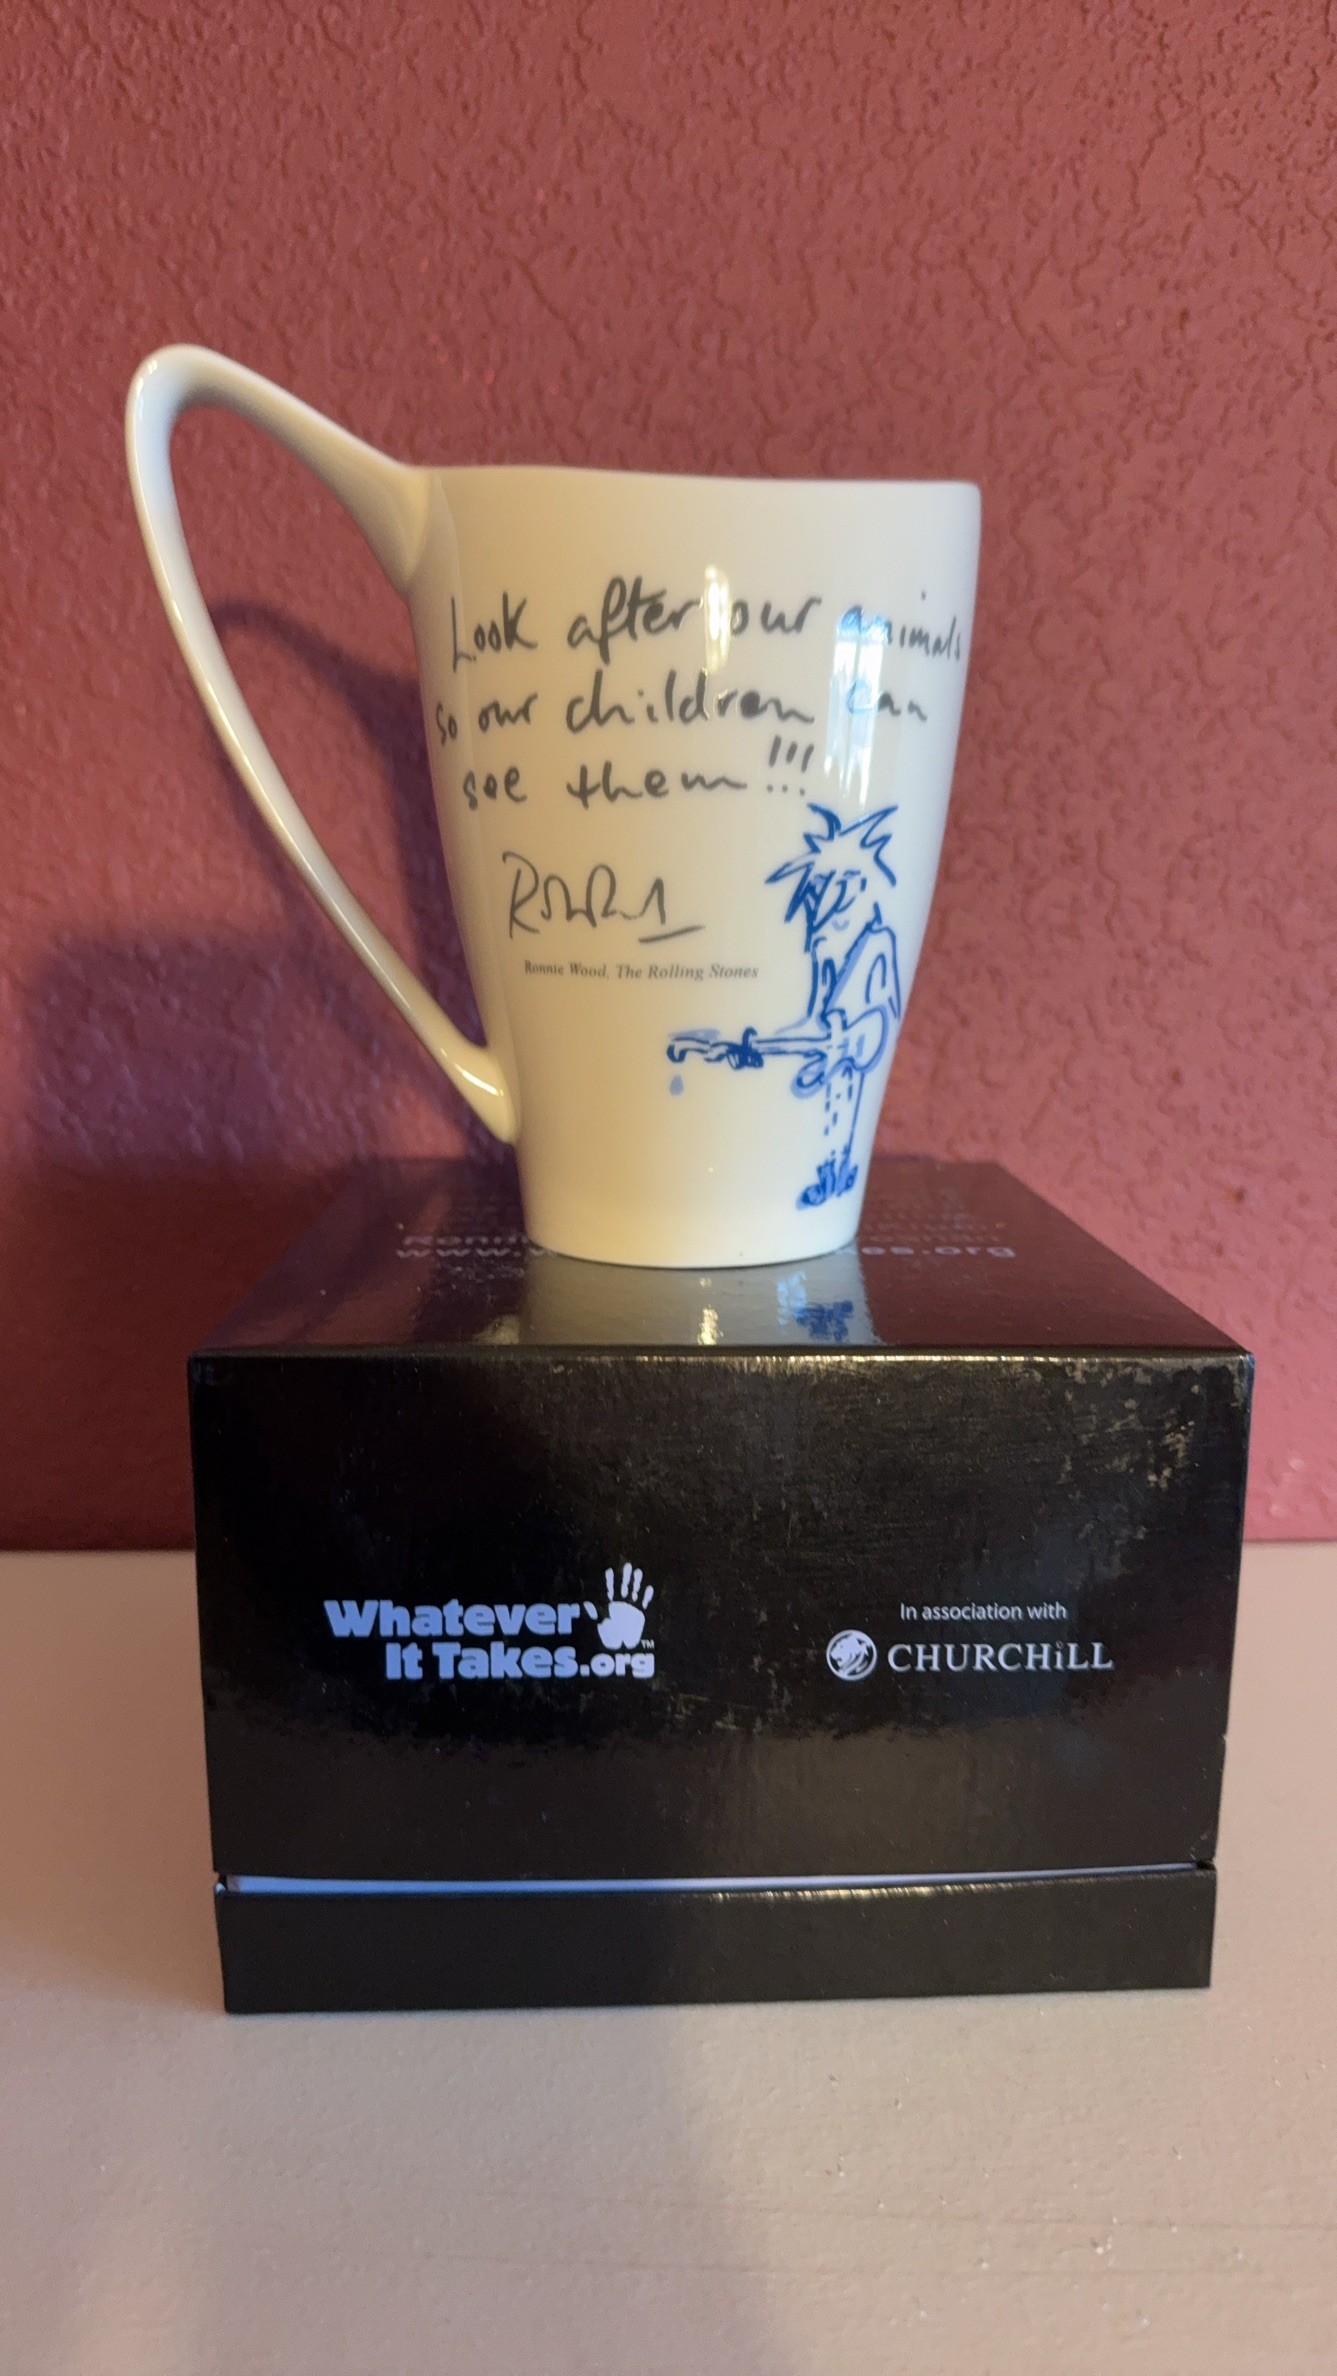 Look after our animals
so our children can
see them!!!
Ronnie Wood, The Rolling Stones
Whatever
It Takes.org™
In association with
CHURCHiLL